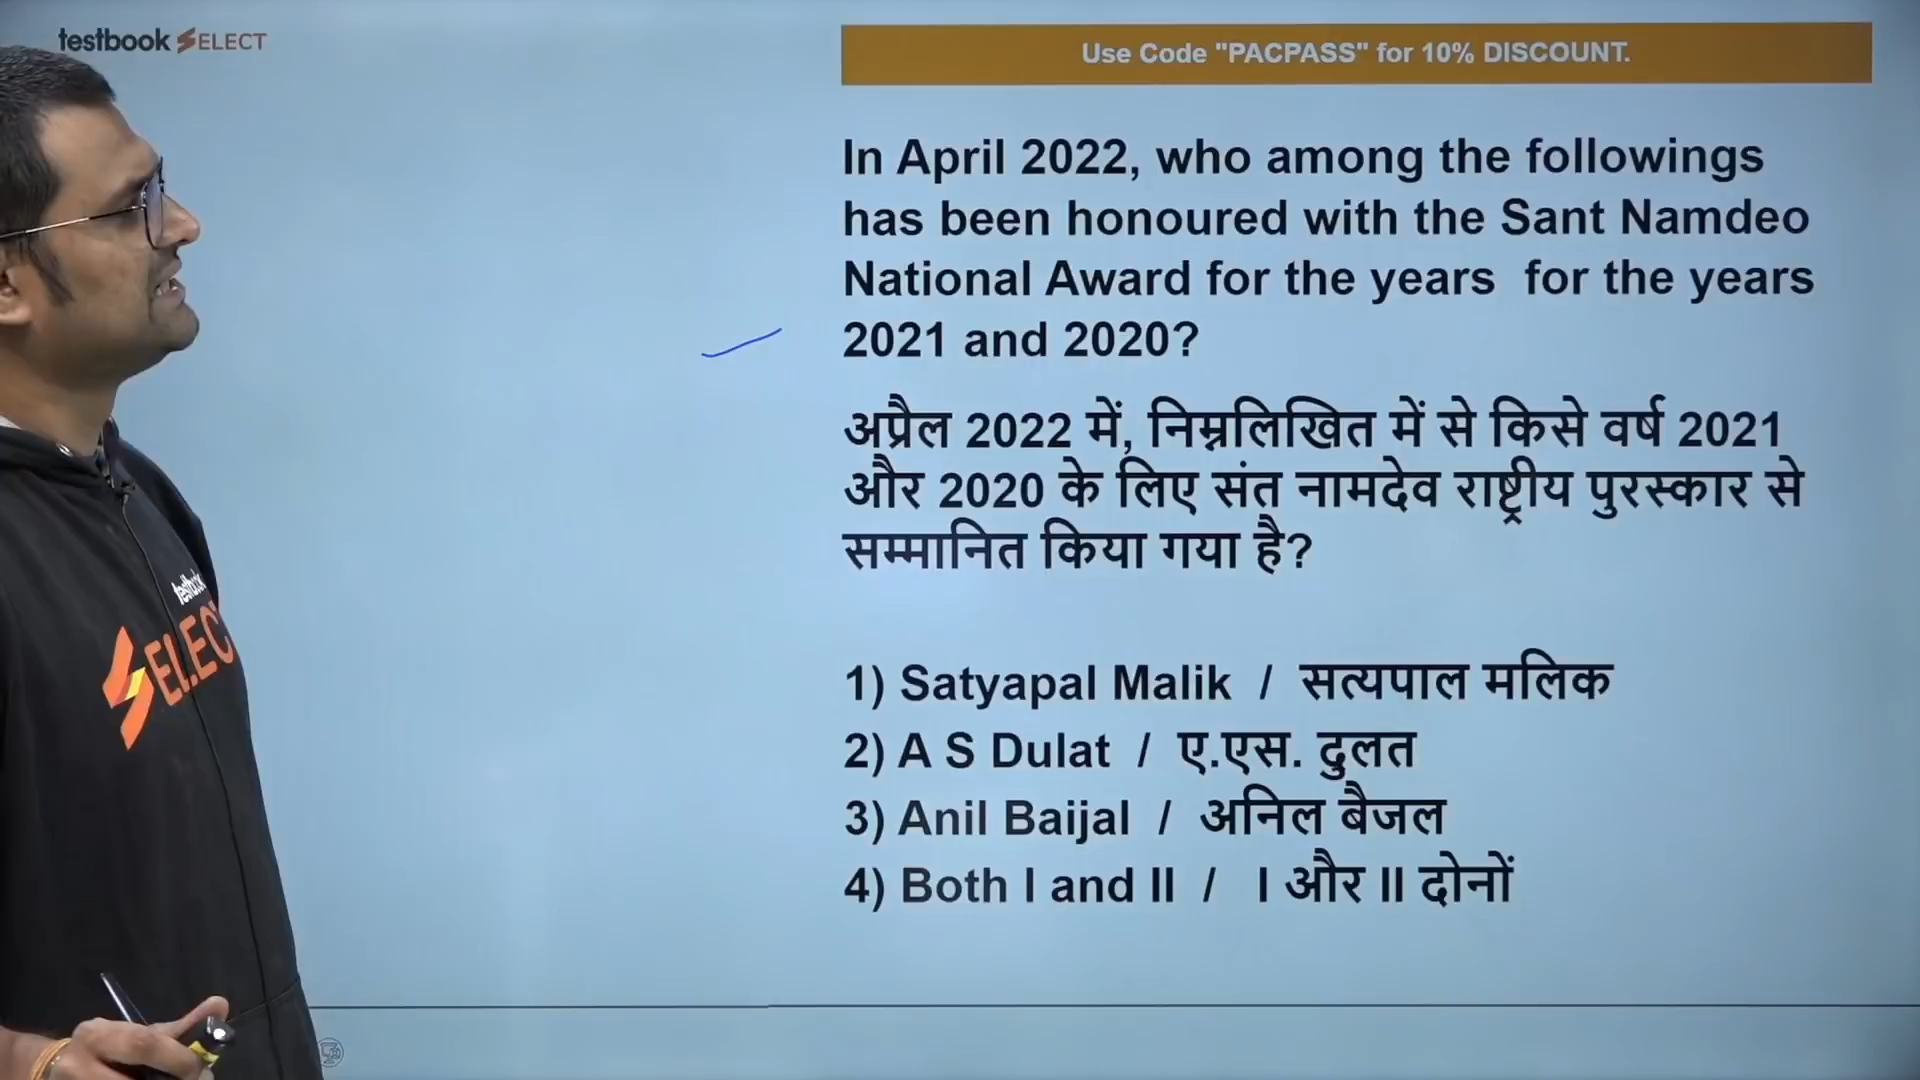 testbook SELECT
Use Code "PACPASS" for 10% DISCOUNT.
In April 2022, who among the followings
has been honoured with the Sant Namdeo
National Award for the years for the years
2021 and 2020?
अप्रैल 2022 में, निम्नलिखित में से किसे वर्ष 2021
और 2020 के लिए संत नामदेव राष्ट्रीय पुरस्कार से
सम्मानित किया गया है?
1) Satyapal Malik / सत्यपाल मलिक
2) A S Dulat / ए.एस. दुलत
3) Anil Baijal / अनिल बैजल
4) Both I and II / I और II दोनों
testbook
SELECT